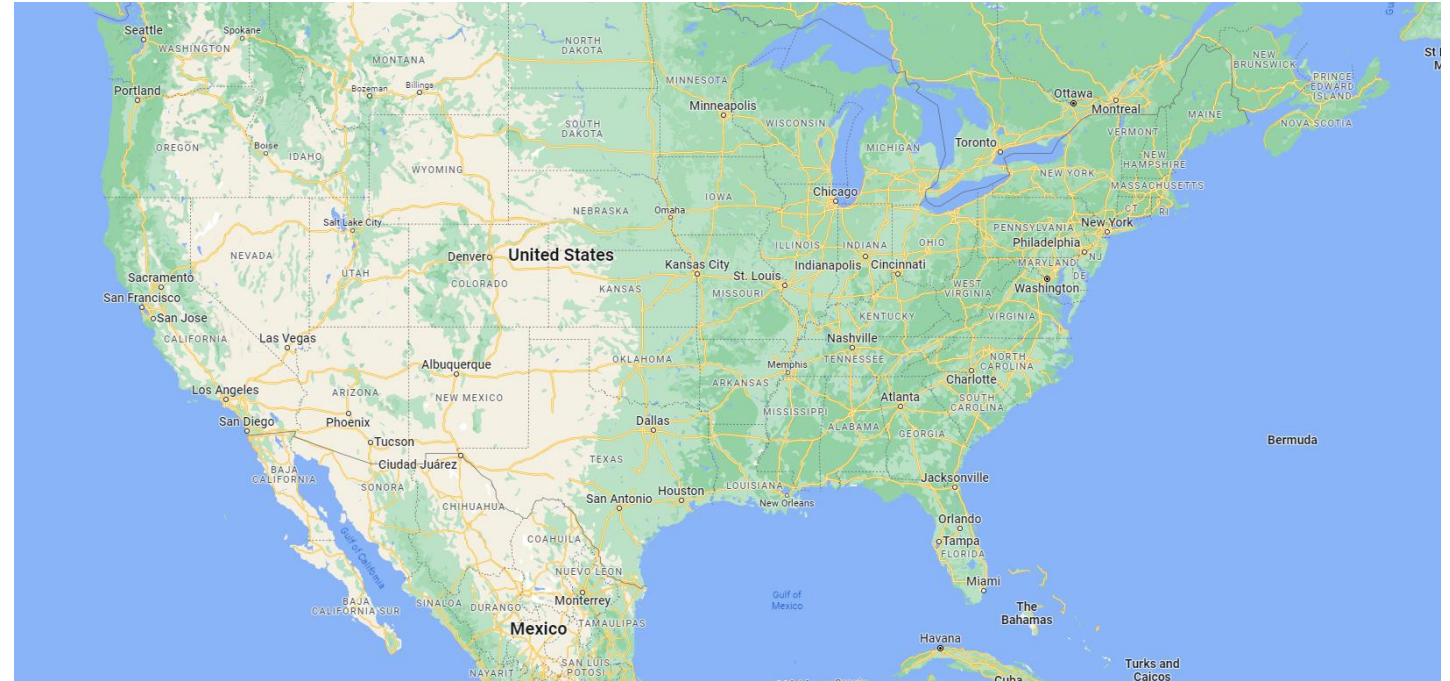 Seattle
Spokane
WASHINGTON
MONTANA
NORTH
DAKOTA
Portland
Bozeman
Billings
MINNESOTA
Minneapolis
SOUTH
DAKOTA
WISCONSIN
OREGON
Boise
IDAHO
WYOMING
MICHIGAN
Toronto
Ottawa
Montreal
VERMONT
MAINE
NEW
BRUNSWICK
PRINCE
EDWARD
ISLAND
NOVA SCOTIA
St
NEW
HAMPSHIRE
NEW YORK
MASSACHUSETTS
CT
RI
Chicago
IOWA
Omaha
NEBRASKA
Salt Lake City
NEVADA
UTAH
Denver
COLORADO
United States
KANSAS
Kansas City
MISSOURI
St. Louis
ILLINOIS
INDIANA
Indianapolis
OHIO
Cincinnati
PENNSYLVANIA
New York
Philadelphia
NJ
MARYLAND
DE
Washington
WEST
VIRGINIA
VIRGINIA
KENTUCKY
Sacramento
San Francisco
San Jose
CALIFORNIA
Las Vegas
Los Angeles
San Diego
ARIZONA
Phoenix
Tucson
Albuquerque
NEW MEXICO
OKLAHOMA
ARKANSAS
Memphis
Nashville
TENNESSEE
NORTH
CAROLINA
Charlotte
SOUTH
CAROLINA
Atlanta
GEORGIA
ALABAMA
MISSISSIPPI
Dallas
TEXAS
LOUISIANA
New Orleans
Houston
San Antonio
Ciudad Juárez
BAJA
CALIFORNIA
SONORA
CHIHUAHUA
COAHUILA
NUEVO LEON
Monterrey
TAMAULIPAS
Gulf of California
BAJA
CALIFORNIA SUR
SINALOA
DURANGO
Mexico
SAN LUIS
POTOSI
NAYARIT
Gulf of
Mexico
Jacksonville
Orlando
Tampa
FLORIDA
Miami
The
Bahamas
Havana
Cuba
Turks and
Caicos
Bermuda